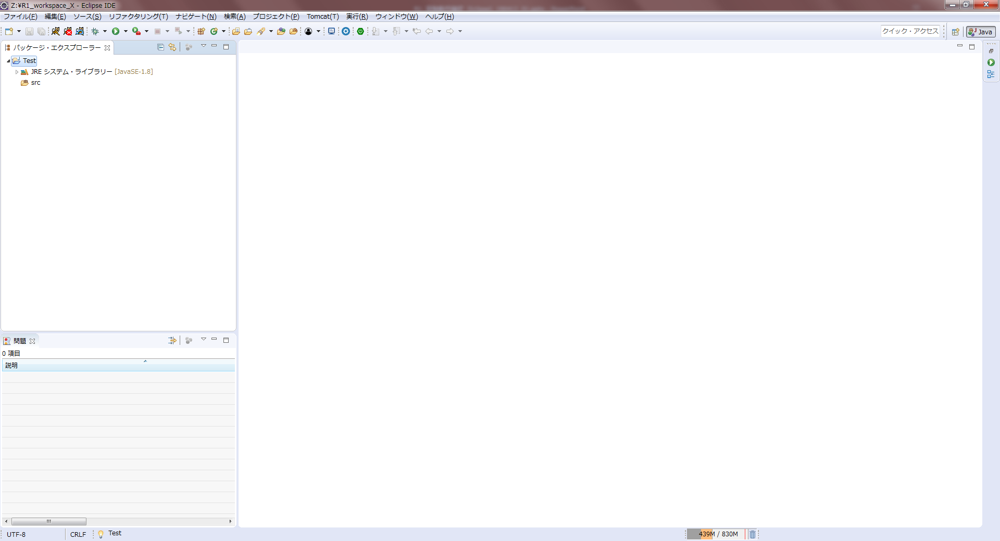 Z:¥R1_workspace_X - Eclipse IDE
ファイル(F) 編集(E) ソース(S) リファクタリング(T) ナビゲート(N) 検索(A) プロジェクト(P) Tomcat(T) 実行(R) ウィンドウ(W) ヘルプ(H)
クイック・アクセス
Java
パッケージ・エクスプローラー
Test
JRE システム・ライブラリー [JavaSE-1.8]
src
問題
0 項目
説明
UTF-8 CRLF Test 439M / 830M